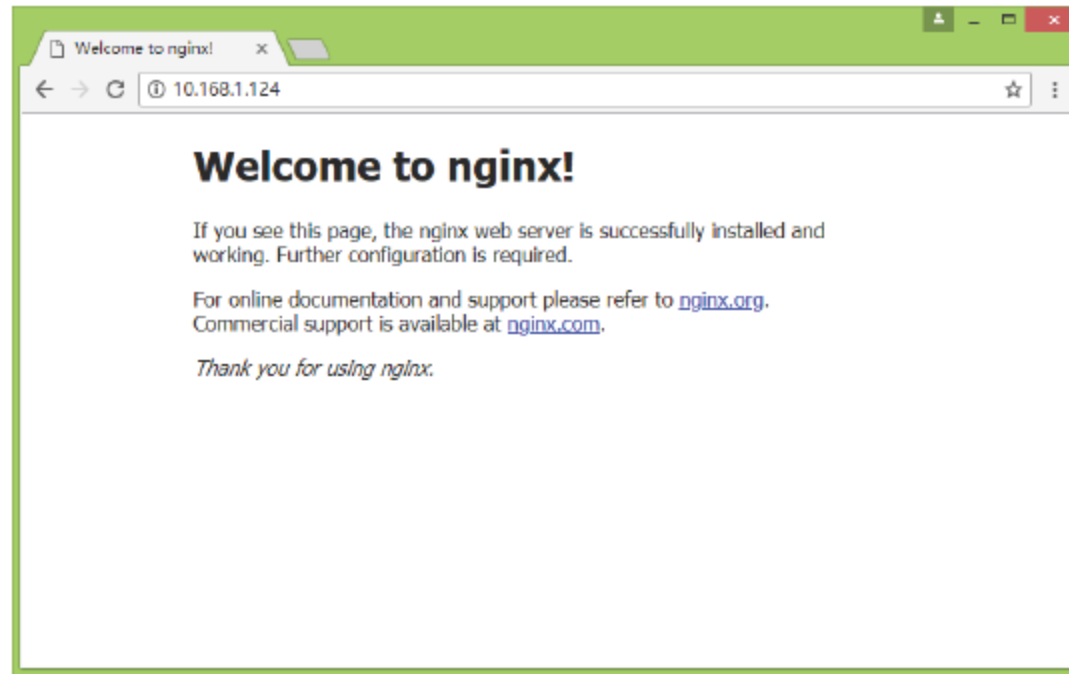 Welcome to nginx!
10.168.1.124
Welcome to nginx!
If you see this page, the nginx web server is successfully installed and
working. Further configuration is required.
For online documentation and support please refer to nginx.org.
Commercial support is available at nginx.com.
Thank you for using nginx.